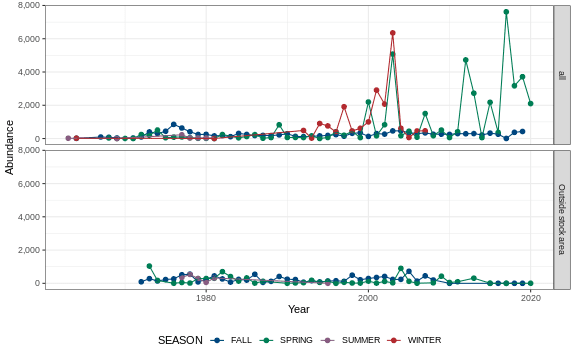 8,000
6,000
4,000
2,000
0
all
8,000
6,000
4,000
2,000
0
Outside stock area
Abundance
1980
2000
2020
Year
SEASON FALL SPRING SUMMER WINTER